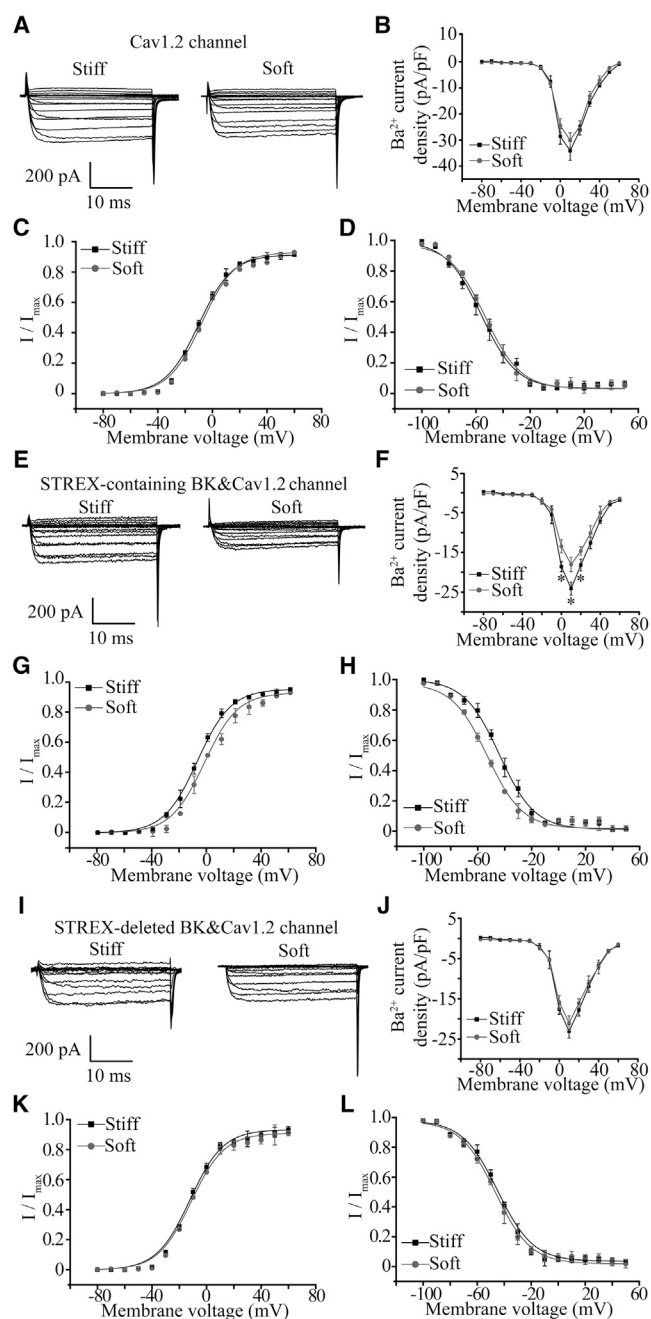 A
Cav1.2 channel
Stiff
Soft
200 pA
10 ms
B
Ba2+ current
density (pA/pF)
10
0
-10
-20
-30
-40
Stiff
Soft
-80
-40
0
40
80
Membrane voltage (mV)
C
I / Imax
1.0
0.8
0.6
0.4
0.2
0
Stiff
Soft
-80
-40
0
40
80
Membrane voltage (mV)
D
I / Imax
1.0
0.8
0.6
0.4
0.2
0
Stiff
Soft
-100
-60
-20
20
60
Membrane voltage (mV)
E
STREX-containing BK&Cav1.2 channel
Stiff
Soft
200 pA
10 ms
F
Ba2+ current
density (pA/pF)
5
-5
-15
-25
Stiff
Soft
* * *
-80
-40
0
40
80
Membrane voltage (mV)
G
I / Imax
1.0
0.8
0.6
0.4
0.2
0
Stiff
Soft
-80
-40
0
40
80
Membrane voltage (mV)
H
I / Imax
1.0
0.8
0.6
0.4
0.2
0
Stiff
Soft
-100
-60
-20
20
60
Membrane voltage (mV)
I
STREX-deleted BK&Cav1.2 channel
Stiff
Soft
200 pA
10 ms
J
Ba2+ current
density (pA/pF)
5
-5
-15
-25
Stiff
Soft
-80
-40
0
40
80
Membrane voltage (mV)
K
I / Imax
1.0
0.8
0.6
0.4
0.2
0
Stiff
Soft
-80
-40
0
40
80
Membrane voltage (mV)
L
I / Imax
1.0
0.8
0.6
0.4
0.2
0
Stiff
Soft
-100
-60
-20
20
60
Membrane voltage (mV)